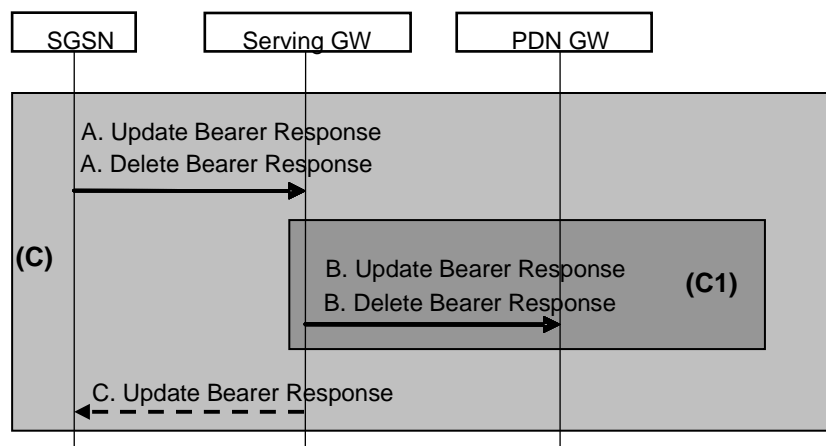 SGSN
Serving GW
PDN GW
A. Update Bearer Response
A. Delete Bearer Response
(C)
B. Update Bearer Response
(C1)
B. Delete Bearer Response
C. Update Bearer Response